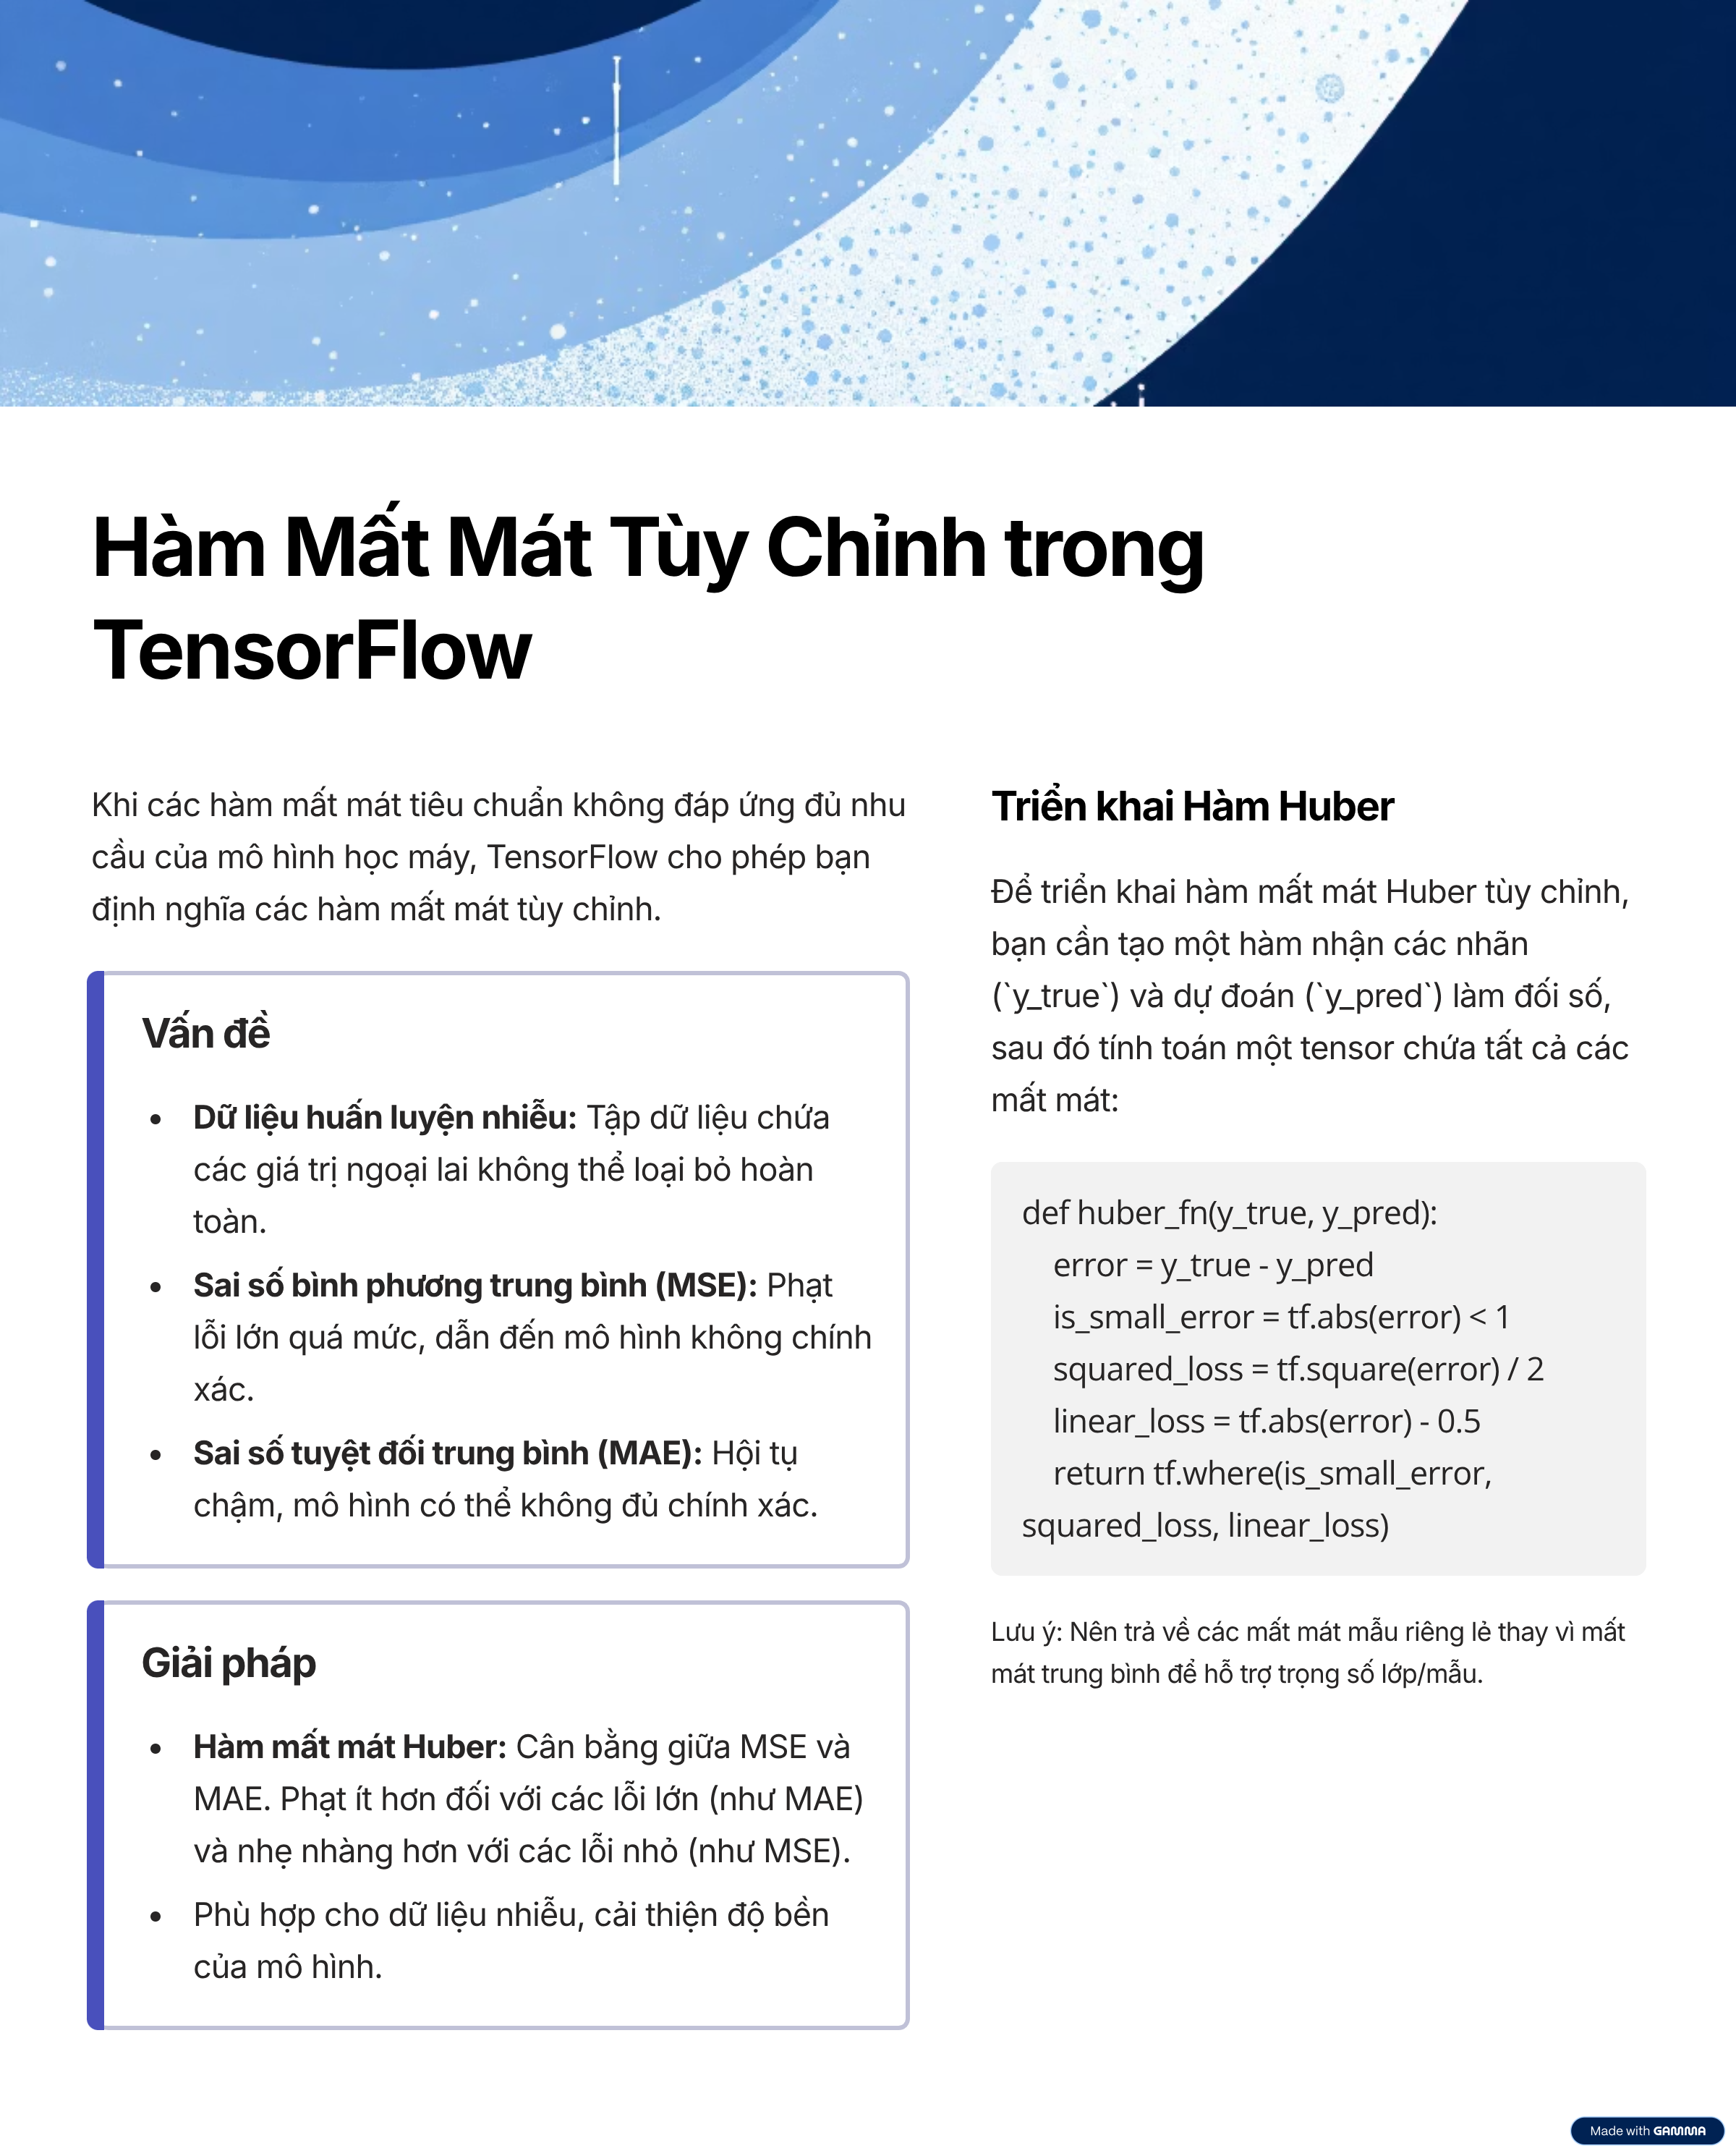 Hàm Mất Mát Tùy Chỉnh trong
TensorFlow
Khi các hàm mất mát tiêu chuẩn không đáp ứng đủ nhu
cầu của mô hình học máy, TensorFlow cho phép bạn
định nghĩa các hàm mất mát tùy chỉnh.
Vấn đề
• Dữ liệu huấn luyện nhiễu: Tập dữ liệu chứa
các giá trị ngoại lai không thể loại bỏ hoàn
toàn.
• Sai số bình phương trung bình (MSE): Phạt
lỗi lớn quá mức, dẫn đến mô hình không chính
xác.
• Sai số tuyệt đối trung bình (MAE): Hội tụ
chậm, mô hình có thể không đủ chính xác.
Giải pháp
• Hàm mất mát Huber: Cân bằng giữa MSE và
MAE. Phạt ít hơn đối với các lỗi lớn (như MAE)
và nhẹ nhàng hơn với các lỗi nhỏ (như MSE).
• Phù hợp cho dữ liệu nhiễu, cải thiện độ bền
của mô hình.
Triển khai Hàm Huber
Để triển khai hàm mất mát Huber tùy chỉnh,
bạn cần tạo một hàm nhận các nhãn
(`y_true`) và dự đoán (`y_pred`) làm đối số,
sau đó tính toán một tensor chứa tất cả các
mất mát:
def huber_fn(y_true, y_pred):
    error = y_true - y_pred
    is_small_error = tf.abs(error) < 1
    squared_loss = tf.square(error) / 2
    linear_loss = tf.abs(error) - 0.5
    return tf.where(is_small_error,
squared_loss, linear_loss)
Lưu ý: Nên trả về các mất mát mẫu riêng lẻ thay vì mất
mát trung bình để hỗ trợ trọng số lớp/mẫu.
Made with GAMMA